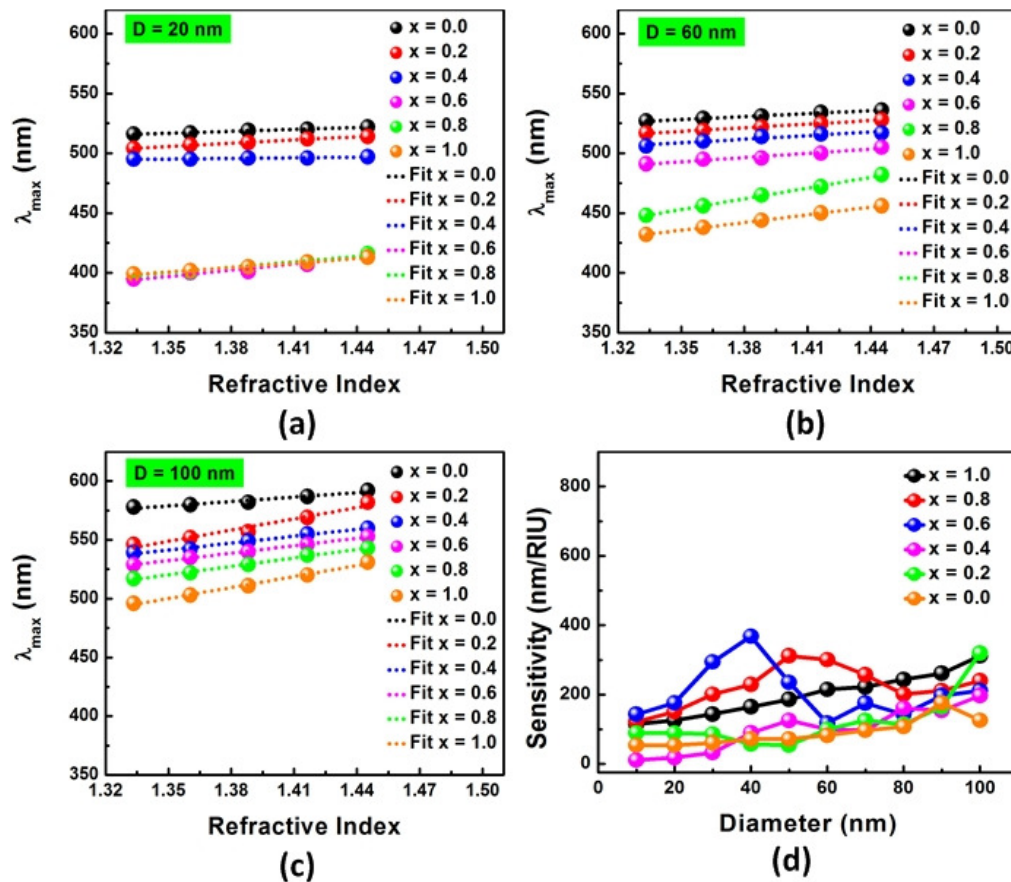 D = 20 nm
x = 0.0
x = 0.2
x = 0.4
x = 0.6
x = 0.8
x = 1.0
Fit x = 0.0
Fit x = 0.2
Fit x = 0.4
Fit x = 0.6
Fit x = 0.8
Fit x = 1.0
600
550
500
450
400
350
λmax (nm)
1.32 1.35 1.38 1.41 1.44 1.47 1.50
Refractive Index
(a)
D = 60 nm
x = 0.0
x = 0.2
x = 0.4
x = 0.6
x = 0.8
x = 1.0
Fit x = 0.0
Fit x = 0.2
Fit x = 0.4
Fit x = 0.6
Fit x = 0.8
Fit x = 1.0
600
550
500
450
400
350
λmax (nm)
1.32 1.35 1.38 1.41 1.44 1.47 1.50
Refractive Index
(b)
D = 100 nm
x = 0.0
x = 0.2
x = 0.4
x = 0.6
x = 0.8
x = 1.0
Fit x = 0.0
Fit x = 0.2
Fit x = 0.4
Fit x = 0.6
Fit x = 0.8
Fit x = 1.0
600
550
500
450
400
350
λmax (nm)
1.32 1.35 1.38 1.41 1.44 1.47 1.50
Refractive Index
(c)
x = 1.0
x = 0.8
x = 0.6
x = 0.4
x = 0.2
x = 0.0
800
600
400
200
0
Sensitivity (nm/RIU)
0 20 40 60 80 100
Diameter (nm)
(d)